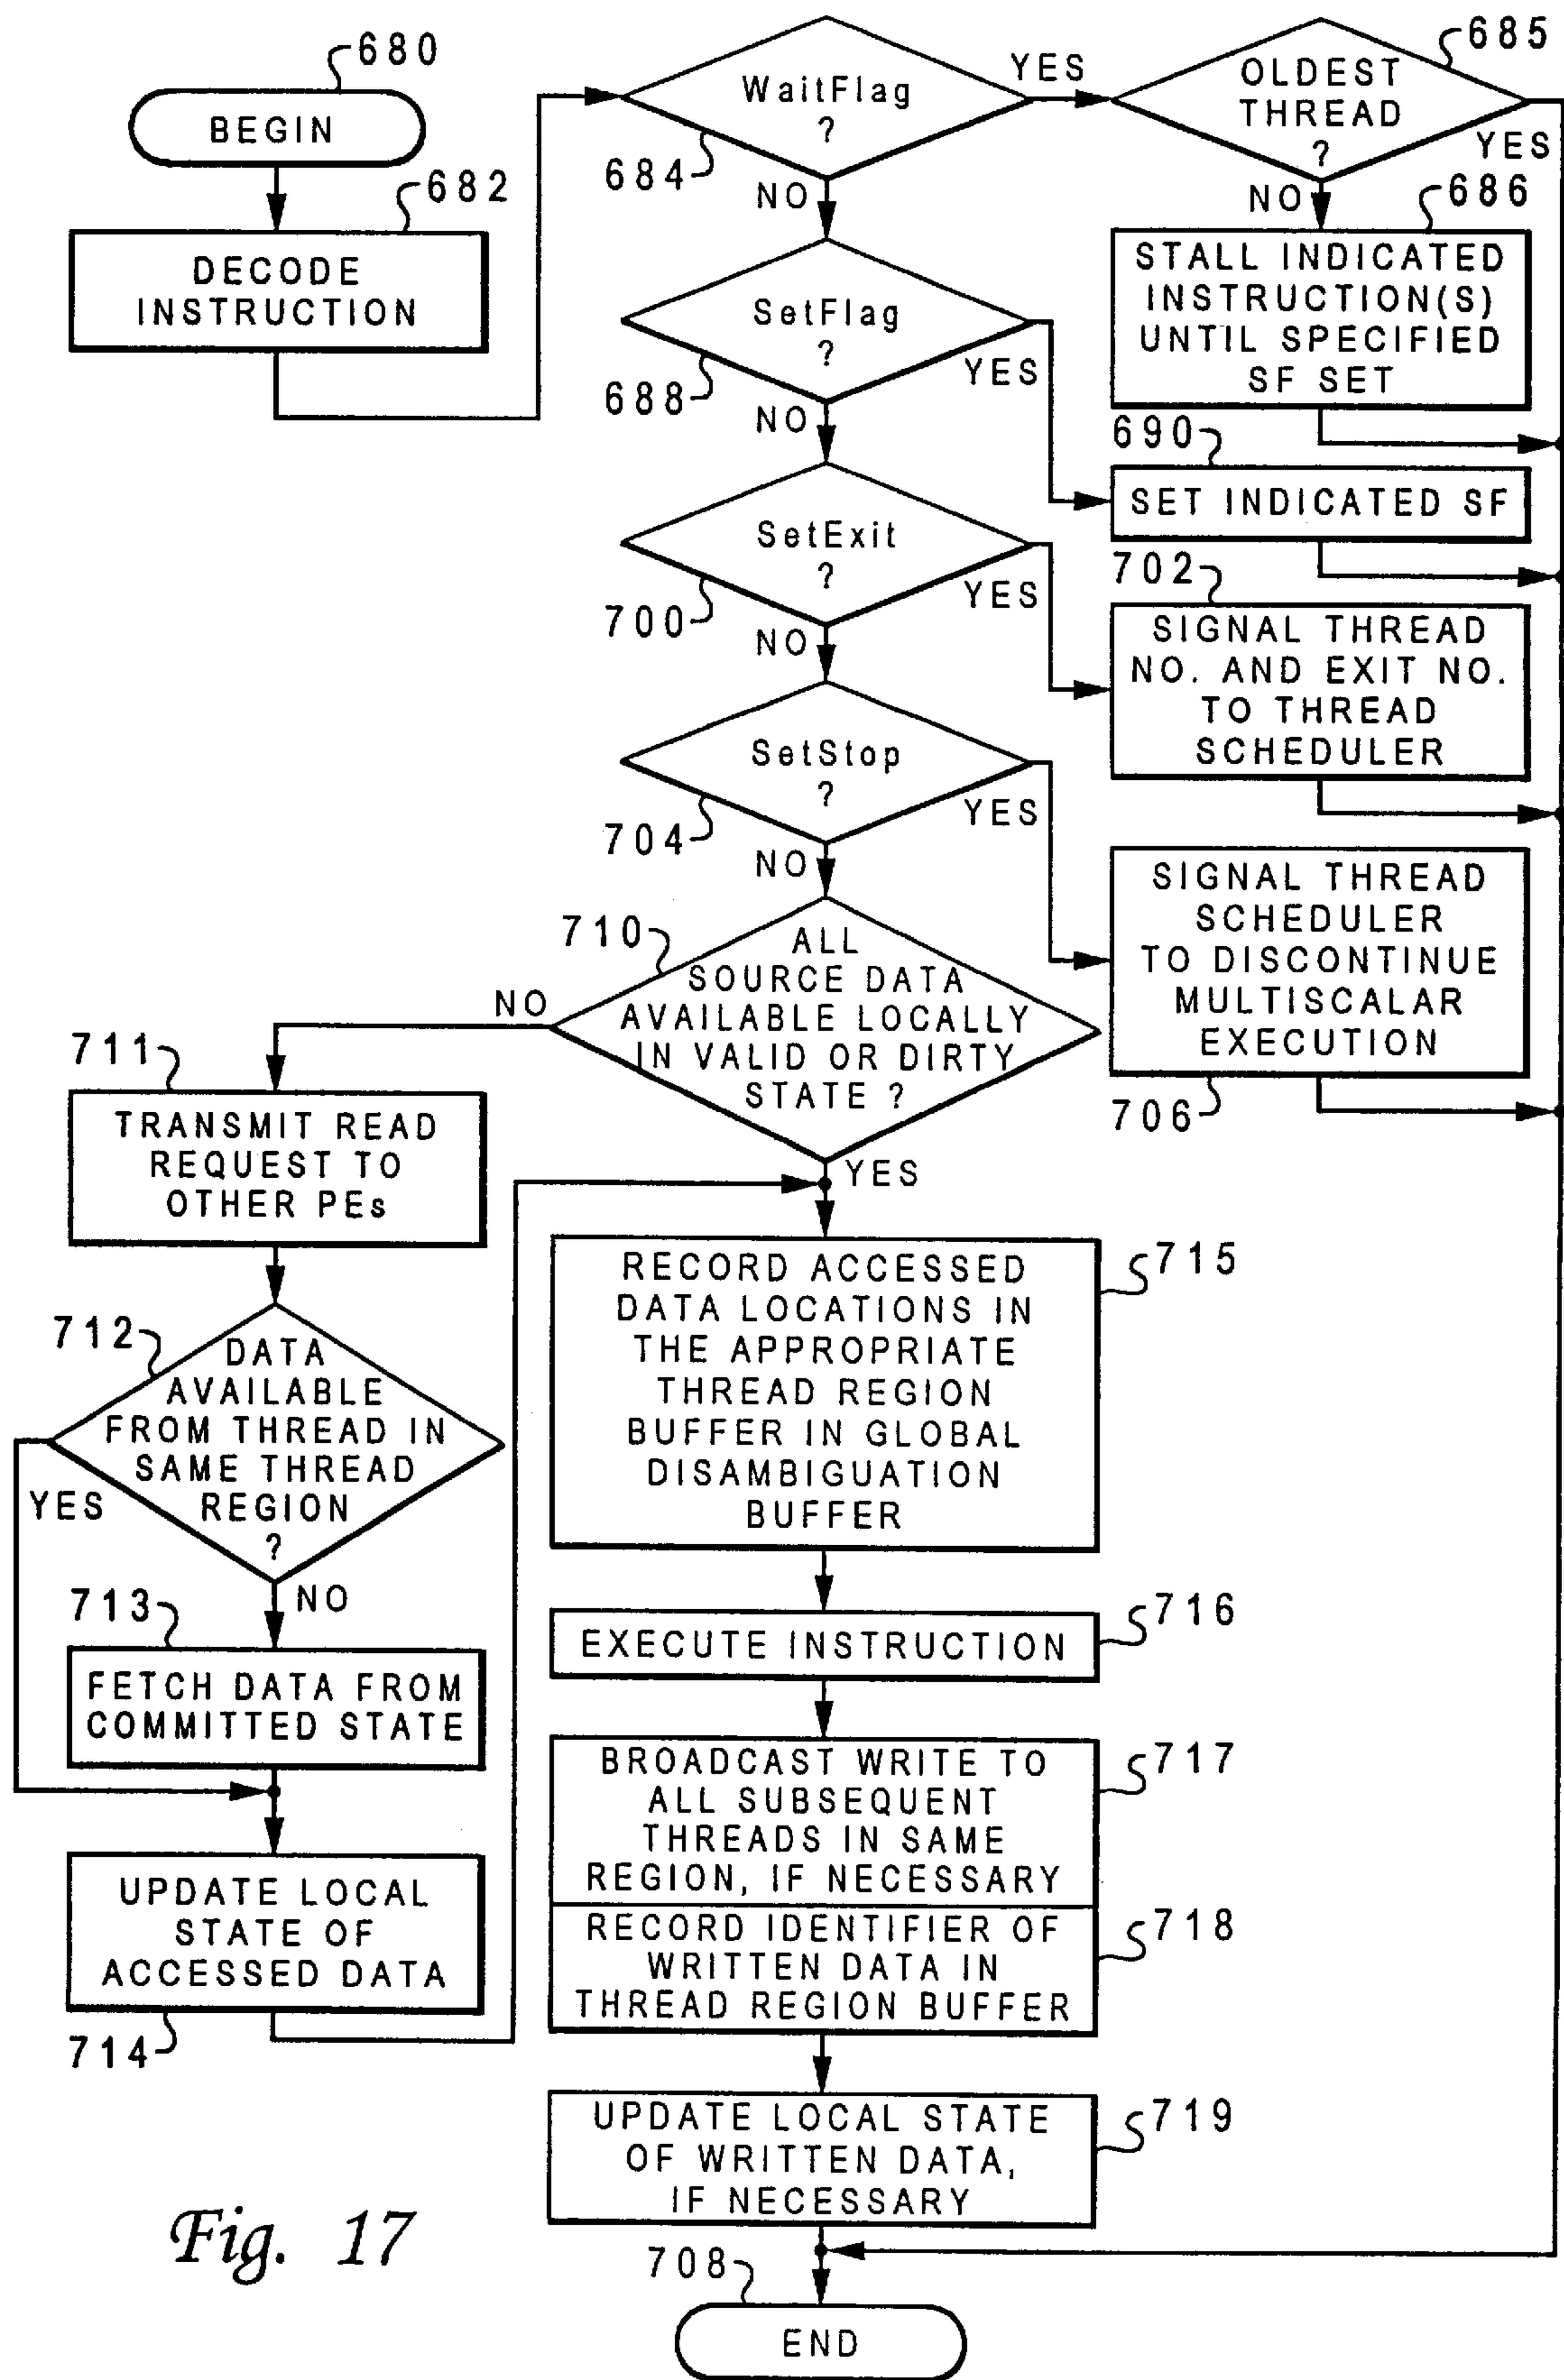 680
BEGIN
682
DECODE
INSTRUCTION
WaitFlag
?
684
YES
NO
685
OLDEST
THREAD
?
YES
NO
686
STALL INDICATED
INSTRUCTION(S)
UNTIL SPECIFIED
SF SET
SetFlag
?
688
YES
NO
690
SET INDICATED SF
SetExit
?
700
YES
NO
702
SIGNAL THREAD
NO. AND EXIT NO.
TO THREAD
SCHEDULER
SetStop
?
704
YES
NO
SIGNAL THREAD
SCHEDULER
TO DISCONTINUE
MULTISCALAR
EXECUTION
706
710
ALL
SOURCE DATA
AVAILABLE LOCALLY
IN VALID OR DIRTY
STATE ?
NO
YES
711
TRANSMIT READ
REQUEST TO
OTHER PEs
712
DATA
AVAILABLE
FROM THREAD IN
SAME THREAD
REGION
?
YES
NO
713
FETCH DATA FROM
COMMITTED STATE
UPDATE LOCAL
STATE OF
ACCESSED DATA
714
RECORD ACCESSED
DATA LOCATIONS IN
THE APPROPRIATE
THREAD REGION
BUFFER IN GLOBAL
DISAMBIGUATION
BUFFER
715
EXECUTE INSTRUCTION
716
BROADCAST WRITE TO
ALL SUBSEQUENT
THREADS IN SAME
REGION, IF NECESSARY
717
RECORD IDENTIFIER OF
WRITTEN DATA IN
THREAD REGION BUFFER
718
UPDATE LOCAL STATE
OF WRITTEN DATA,
IF NECESSARY
719
708
END
Fig. 17